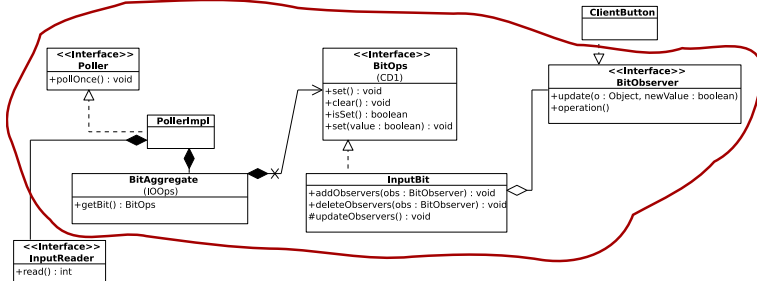 ClientButton
<<Interface>>
Poller
+pollOnce() : void
<<Interface>>
BitOps
(CD1)
+set() : void
+clear() : void
+isSet() : boolean
+set(value : boolean) : void
<<Interface>>
BitObserver
+update(o : Object, newValue : boolean)
+operation()
PollerImpl
BitAggregate
(IOOps)
+getBit() : BitOps
InputBit
+addObservers(obs : BitObserver) : void
+deleteObservers(obs : BitObserver) : void
#updateObservers() : void
<<Interface>>
InputReader
+read() : int